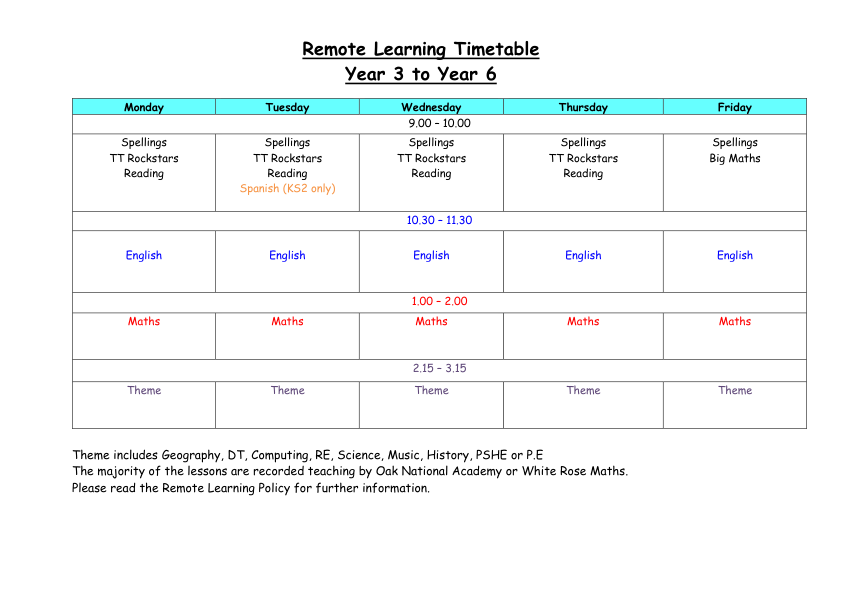 Remote Learning Timetable
Year 3 to Year 6
Monday Tuesday Wednesday Thursday Friday
9.00 – 10.00
Spellings Spellings Spellings Spellings Spellings
TT Rockstars TT Rockstars TT Rockstars TT Rockstars Big Maths
Reading Reading Reading Reading
Spanish (KS2 only)
10.30 – 11.30
English English English English English
1.00 – 2.00
Maths Maths Maths Maths Maths
2.15 – 3.15
Theme Theme Theme Theme Theme
Theme includes Geography, DT, Computing, RE, Science, Music, History, PSHE or P.E
The majority of the lessons are recorded teaching by Oak National Academy or White Rose Maths.
Please read the Remote Learning Policy for further information.